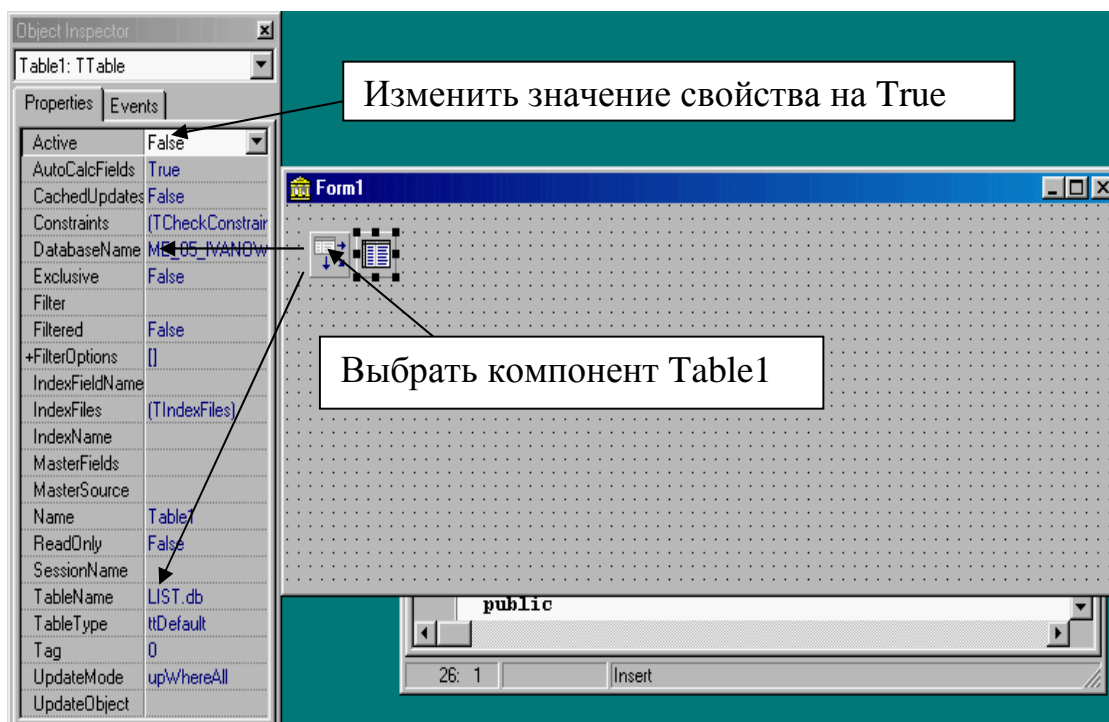 Object Inspector
Table1: TTable
Properties Events
Изменить значение свойства на True
Active False
AutoCalcFields True
CachedUpdates False
Constraints (TCheckConstrair
DatabaseName
Exclusive False
Filter
Filtered False
+FilterOptions []
IndexFieldName
IndexFiles (TIndexFiles)
IndexName
MasterFields
MasterSource
Name Table1
ReadOnly False
SessionName
TableName LIST.db
TableType ttDefault
Tag 0
UpdateMode upWhereAll
UpdateObject
Form1
Выбрать компонент Table1
public
26: 1 Insert